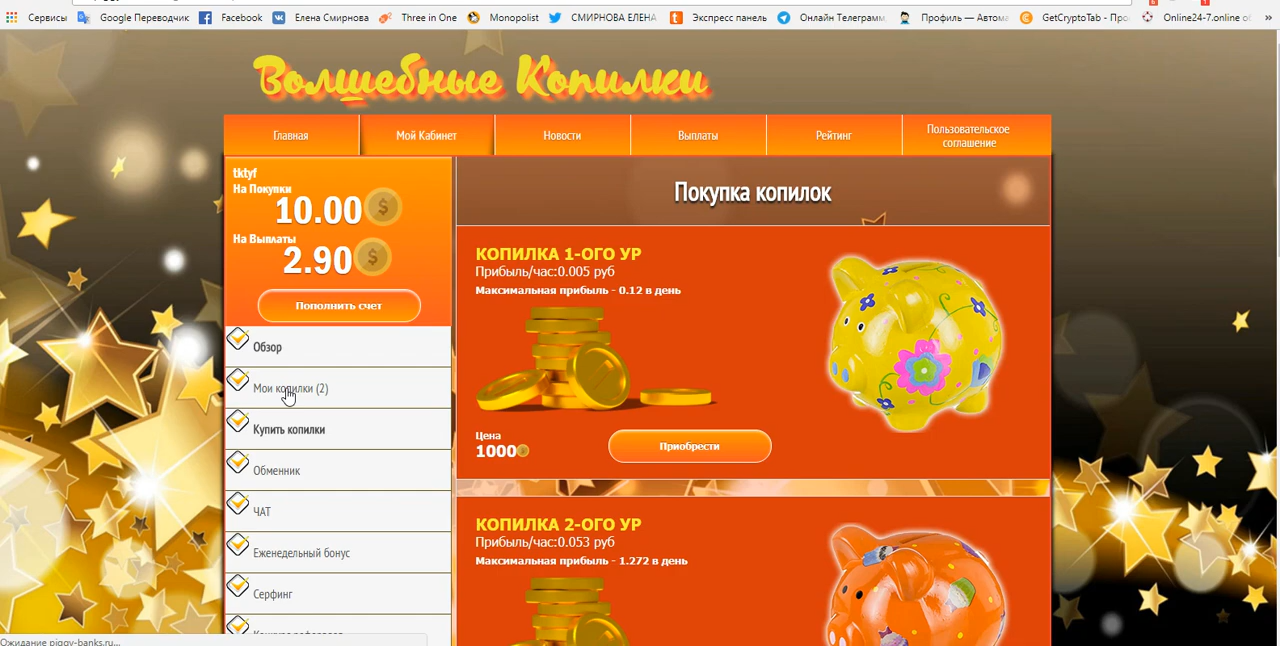 Сервисы Google Переводчик Facebook Елена Смирнова Three in One Monopolist СМИРНОВА ЕЛЕНА Экспресс панель Онлайн Телеграмм Профиль — Автома GetCryptoTab - Про Online24-7.online об »
Волшебные Копилки
Главная Мой Кабинет Новости Выплаты Рейтинг Пользовательское
соглашение
tktyf
На Покупки
10.00
На Выплаты
2.90
Пополнить счет
Обзор
Мои копилки (2)
Купить копилки
Обменник
ЧАТ
Еженедельный бонус
Серфинг
Покупка копилок
КОПИЛКА 1-ОГО УР
Прибыль/час:0.005 руб
Максимальная прибыль - 0.12 в день
Цена
1000
Приобрести
КОПИЛКА 2-ОГО УР
Прибыль/час:0.053 руб
Максимальная прибыль - 1.272 в день
Ожидание piggy-banks.ru...